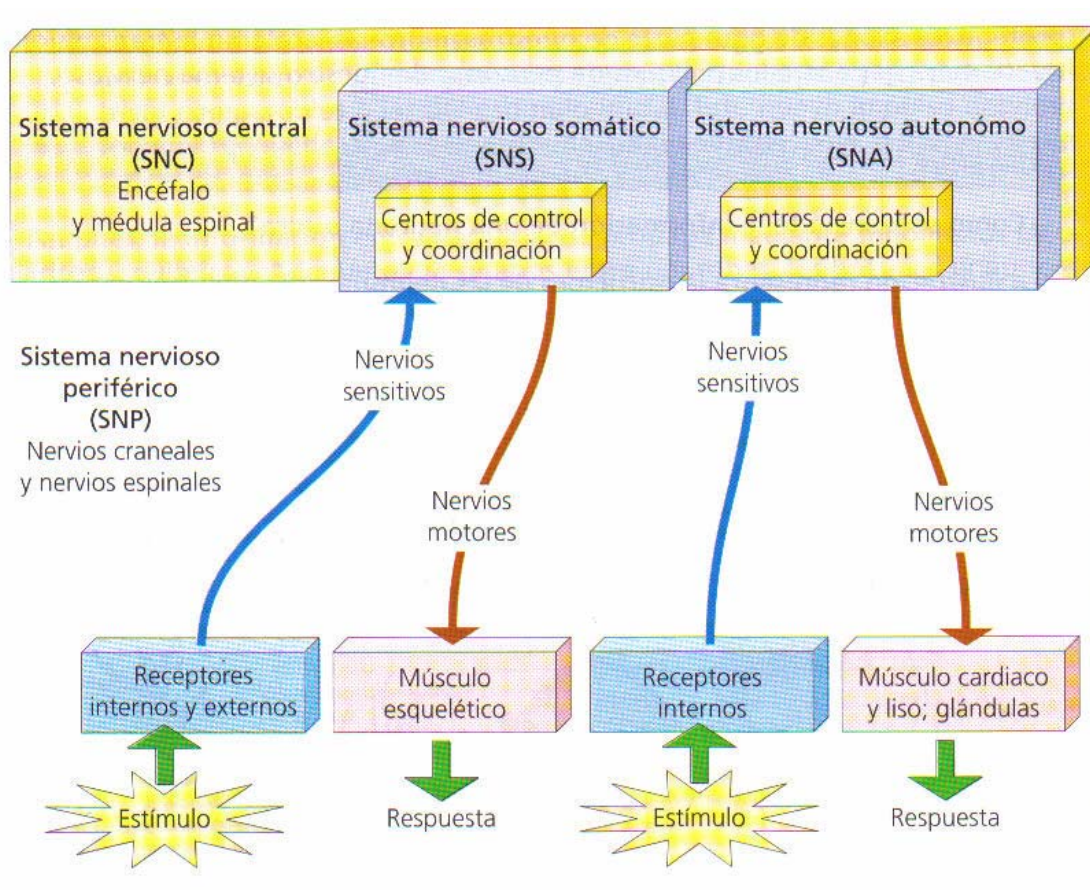 Sistema nervioso central
(SNC)
Encéfalo
y médula espinal
Sistema nervioso somático
(SNS)
Centros de control
y coordinación
Sistema nervioso autonómo
(SNA)
Centros de control
y coordinación
Sistema nervioso
periférico
(SNP)
Nervios craneales
y nervios espinales
Nervios
sensitivos
Nervios
motores
Nervios
sensitivos
Nervios
motores
Receptores
internos y externos
Músculo
esquelético
Receptores
internos
Músculo cardiaco
y liso; glándulas
Estímulo
Respuesta
Estímulo
Respuesta